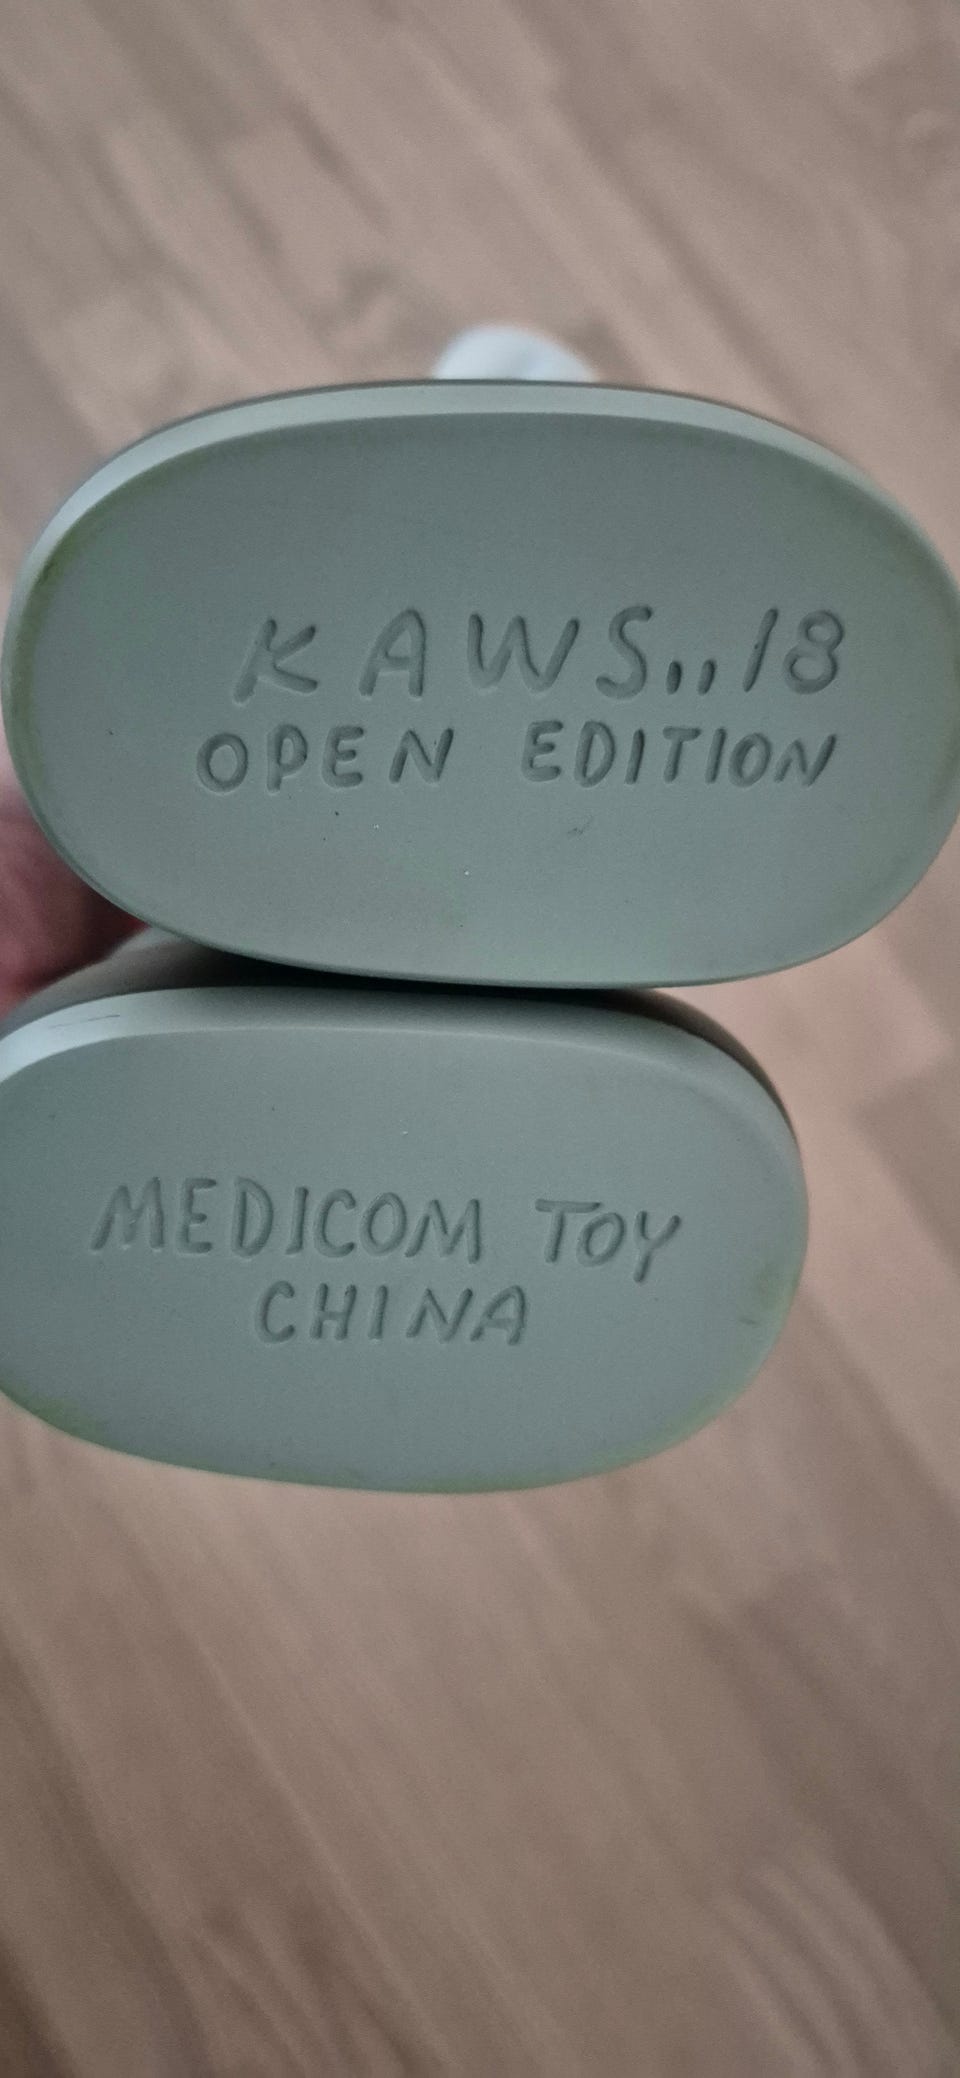 KAWS..18
OPEN EDITION
MEDICOM TOY
CHINA